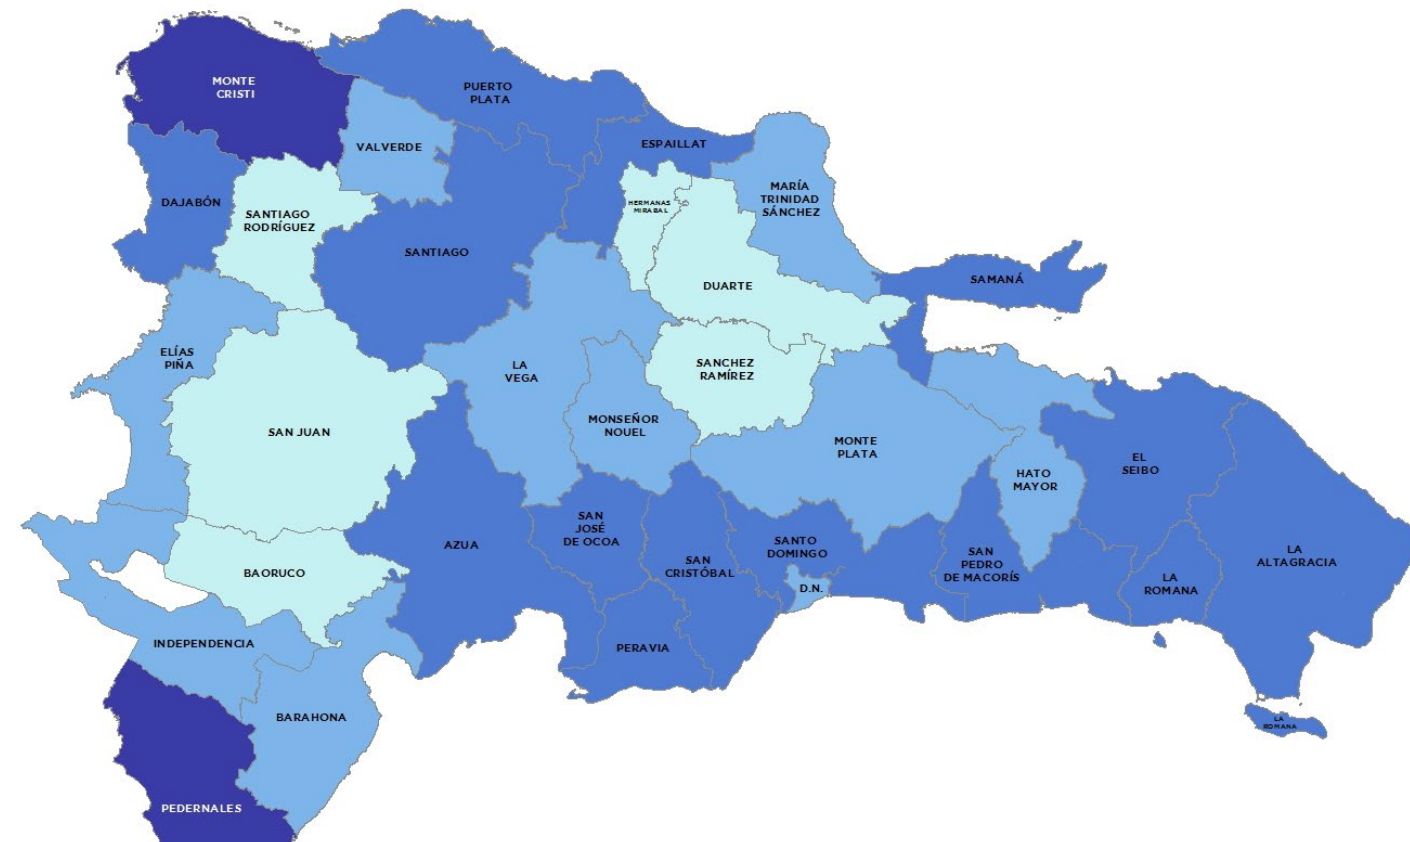 MONTE
CRISTI
PUERTO
PLATA
VALVERDE
ESPAILLAT
DAJABÓN
SANTIAGO
RODRÍGUEZ
HERMANAS
MIRABAL
MARÍA
TRINIDAD
SÁNCHEZ
SANTIAGO
DUARTE
SAMANÁ
ELÍAS
PIÑA
LA
VEGA
SANCHEZ
RAMÍREZ
SAN JUAN
MONSEÑOR
NOUEL
MONTE
PLATA
HATO
MAYOR
EL
SEIBO
AZUA
SAN
JOSÉ
DE OCOA
SAN
CRISTÓBAL
SANTO
DOMINGO
D.N.
SAN
PEDRO
DE MACORÍS
LA
ROMANA
LA
ALTAGRACIA
BAORUCO
INDEPENDENCIA
PERAVIA
BARAHONA
LA
ROMANA
PEDERNALES